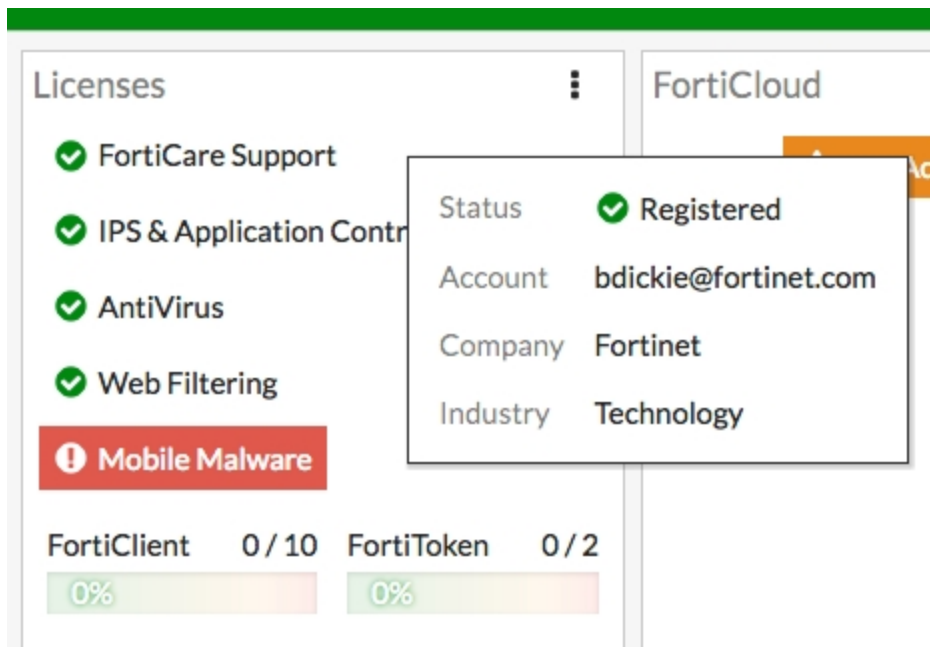 Licenses
FortiCloud
FortiCare Support
IPS & Application Contr
AntiVirus
Web Filtering
Mobile Malware
Status Registered
Account bdickie@fortinet.com
Company Fortinet
Industry Technology
FortiClient 0 / 10 FortiToken 0 / 2
0% 0%